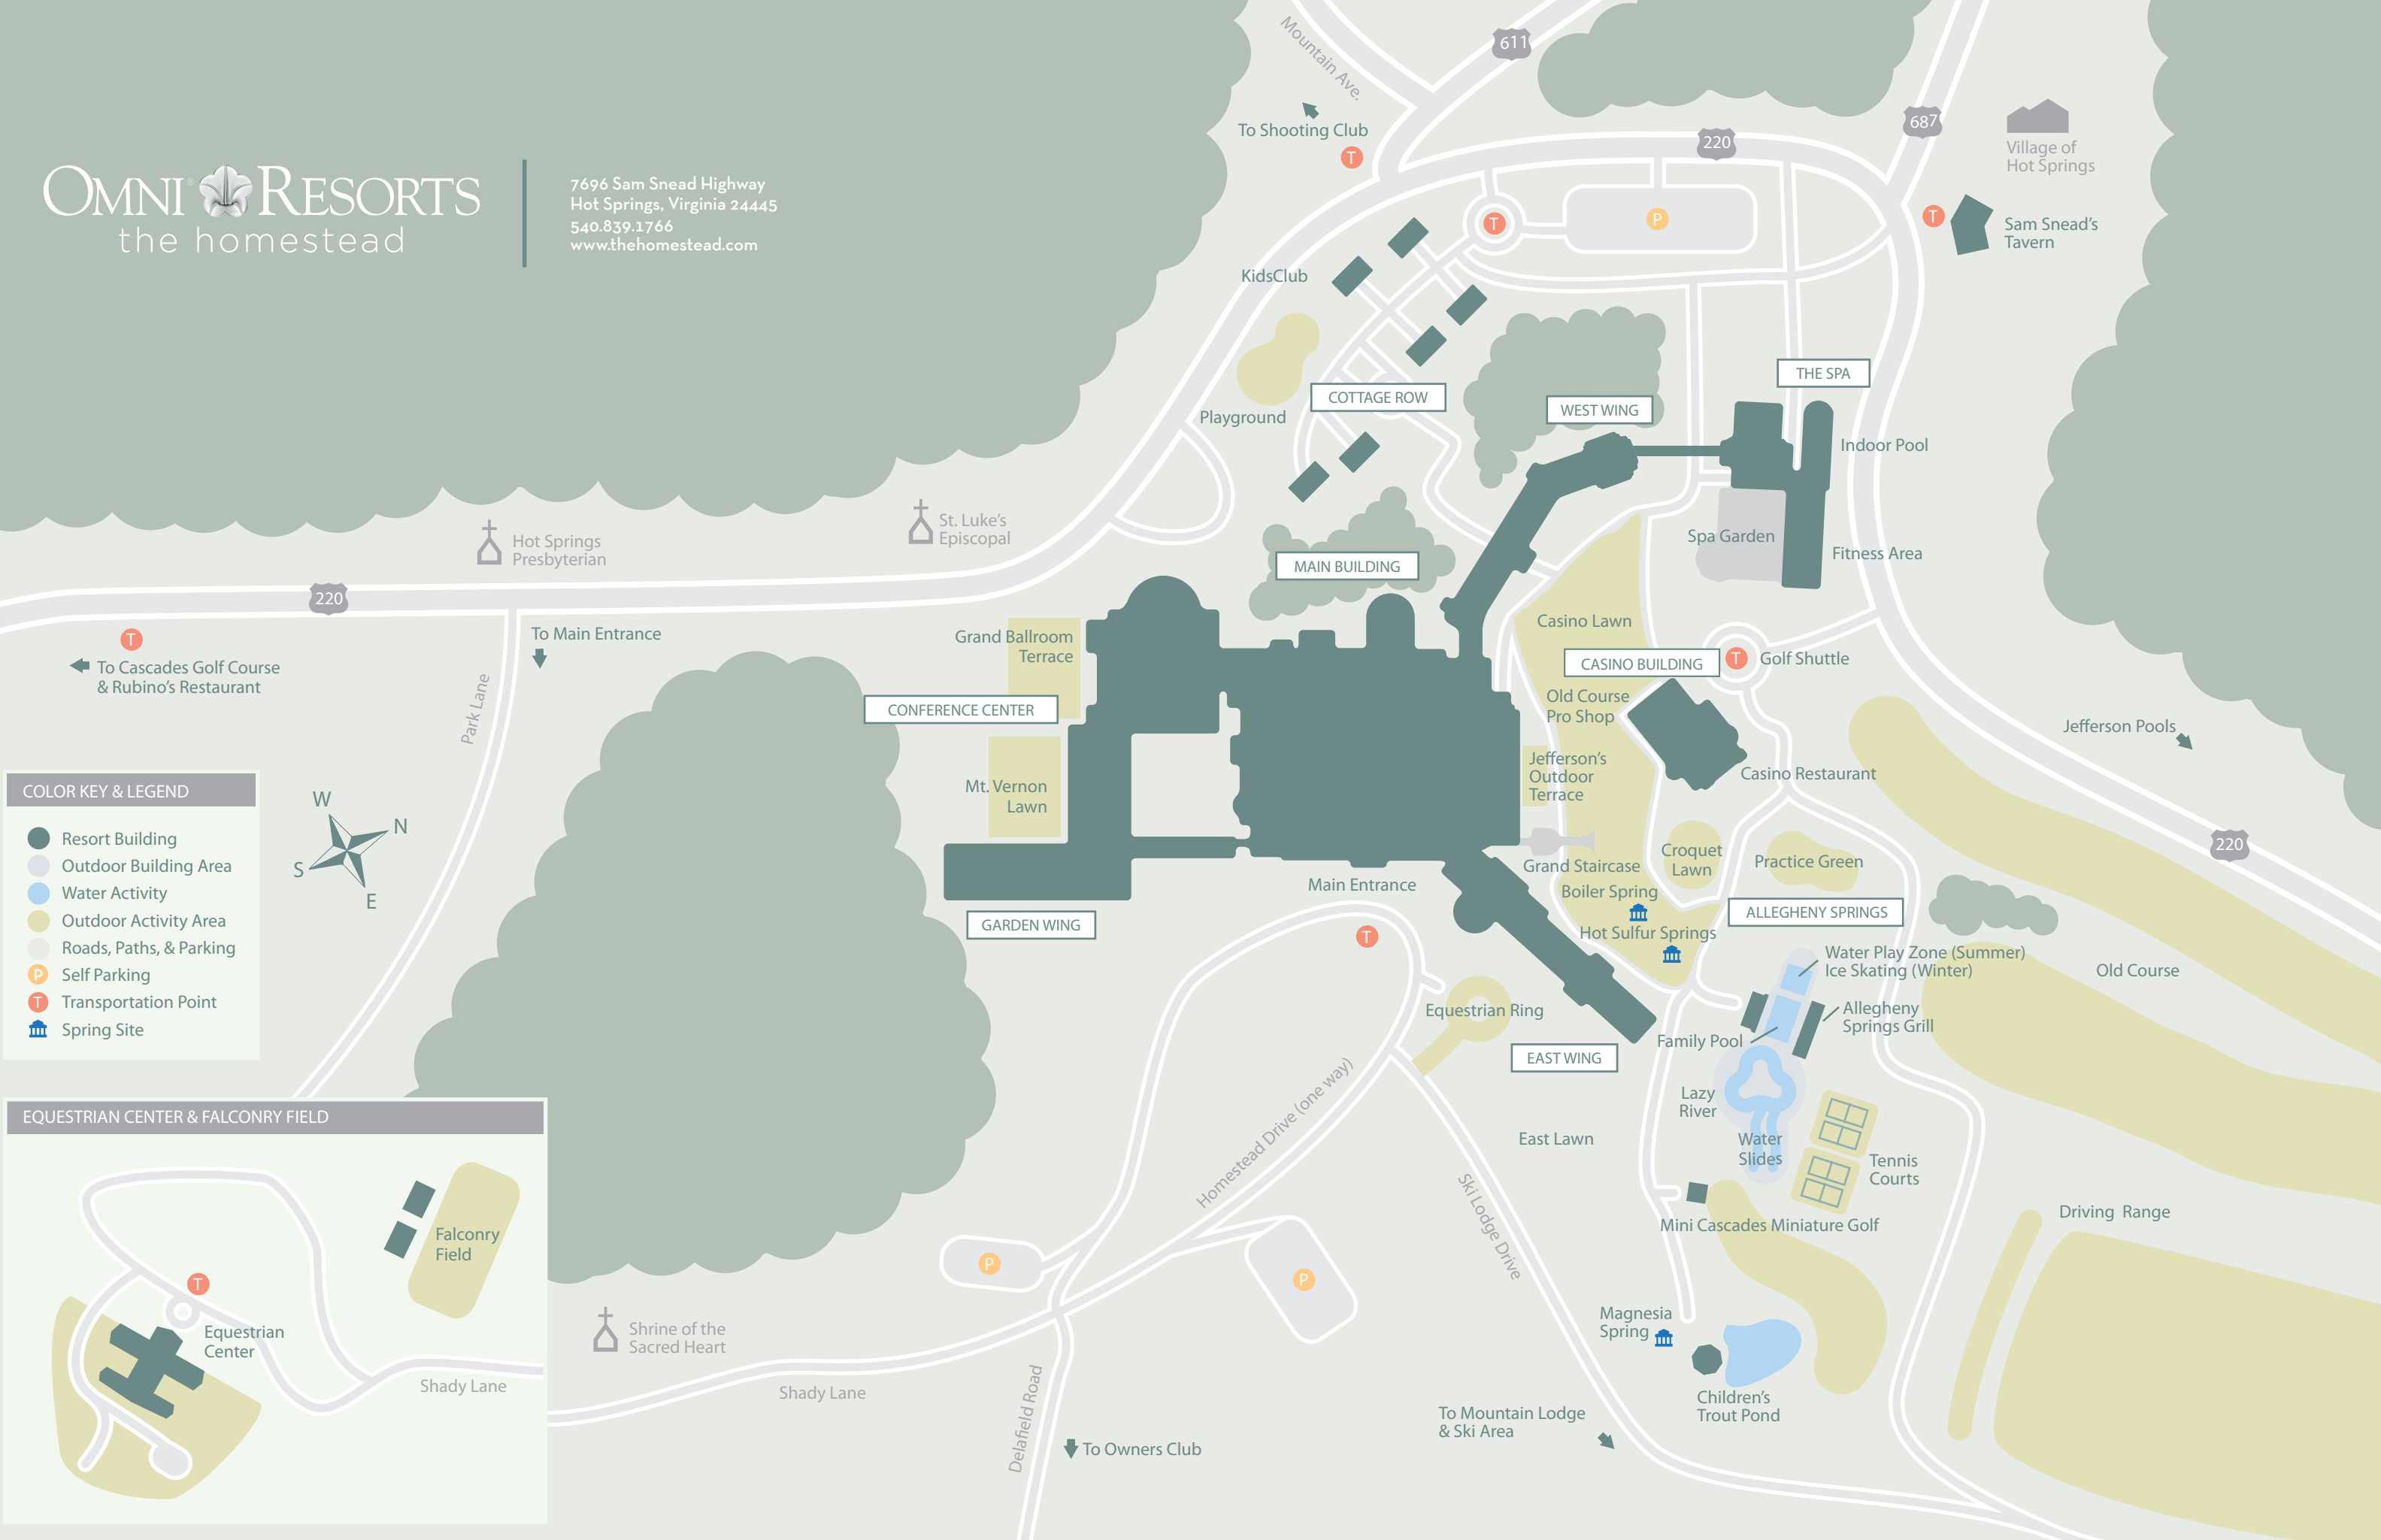 OMNI® RESORTS
the homestead
7696 Sam Snead Highway
Hot Springs, Virginia 24445
540.839.1766
www.thehomestead.com
Mountain Ave.
611
To Shooting Club
T
220
687
Village of
Hot Springs
T
P
T
Sam Snead's
Tavern
KidsClub
Playground
COTTAGE ROW
WEST WING
THE SPA
Indoor Pool
Spa Garden
Fitness Area
Hot Springs
Presbyterian
St. Luke's
Episcopal
MAIN BUILDING
220
T
To Cascades Golf Course
& Rubino's Restaurant
To Main Entrance
Park Lane
Grand Ballroom
Terrace
CONFERENCE CENTER
Mt. Vernon
Lawn
GARDEN WING
Casino Lawn
CASINO BUILDING
T
Golf Shuttle
Old Course
Pro Shop
Jefferson's
Outdoor
Terrace
Casino Restaurant
Jefferson Pools
220
Grand Staircase
Croquet
Lawn
Practice Green
Boiler Spring
Hot Sulfur Springs
ALLEGHENY SPRINGS
Water Play Zone (Summer)
Ice Skating (Winter)
Old Course
Allegheny
Springs Grill
Family Pool
Main Entrance
T
Equestrian Ring
EAST WING
Lazy
River
Water
Slides
Tennis
Courts
East Lawn
Homestead Drive (one way)
Ski Lodge Drive
Mini Cascades Miniature Golf
Driving Range
Magnesia
Spring
Children's
Trout Pond
To Mountain Lodge
& Ski Area
P
P
Shrine of the
Sacred Heart
Shady Lane
Delafield Road
To Owners Club
COLOR KEY & LEGEND
Resort Building
Outdoor Building Area
Water Activity
Outdoor Activity Area
Roads, Paths, & Parking
P Self Parking
T Transportation Point
Spring Site
W
N
S
E
EQUESTRIAN CENTER & FALCONRY FIELD
Falconry
Field
T
Equestrian
Center
Shady Lane